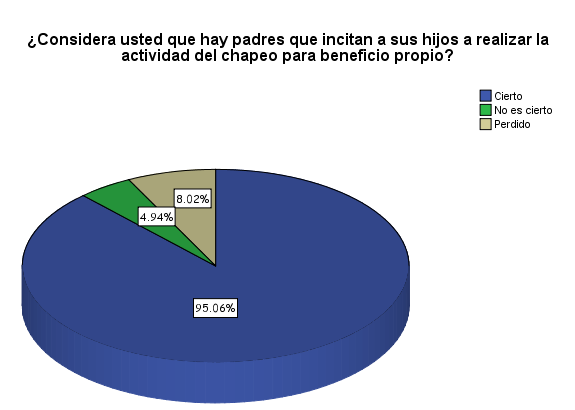 ¿Considera usted que hay padres que incitan a sus hijos a realizar la
actividad del chapeo para beneficio propio?
Cierto
No es cierto
Perdido
8.02%
4.94%
95.06%